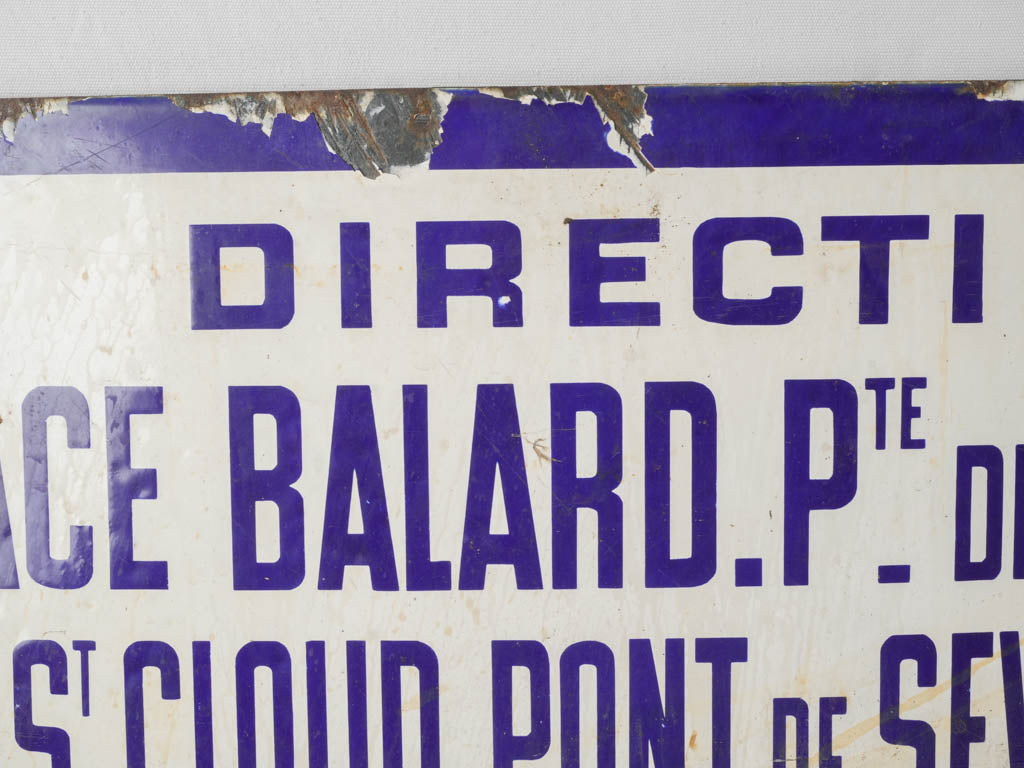 DIRECTI
ACE BALARD. Pte DE
St CLOUD PONT DE SEV